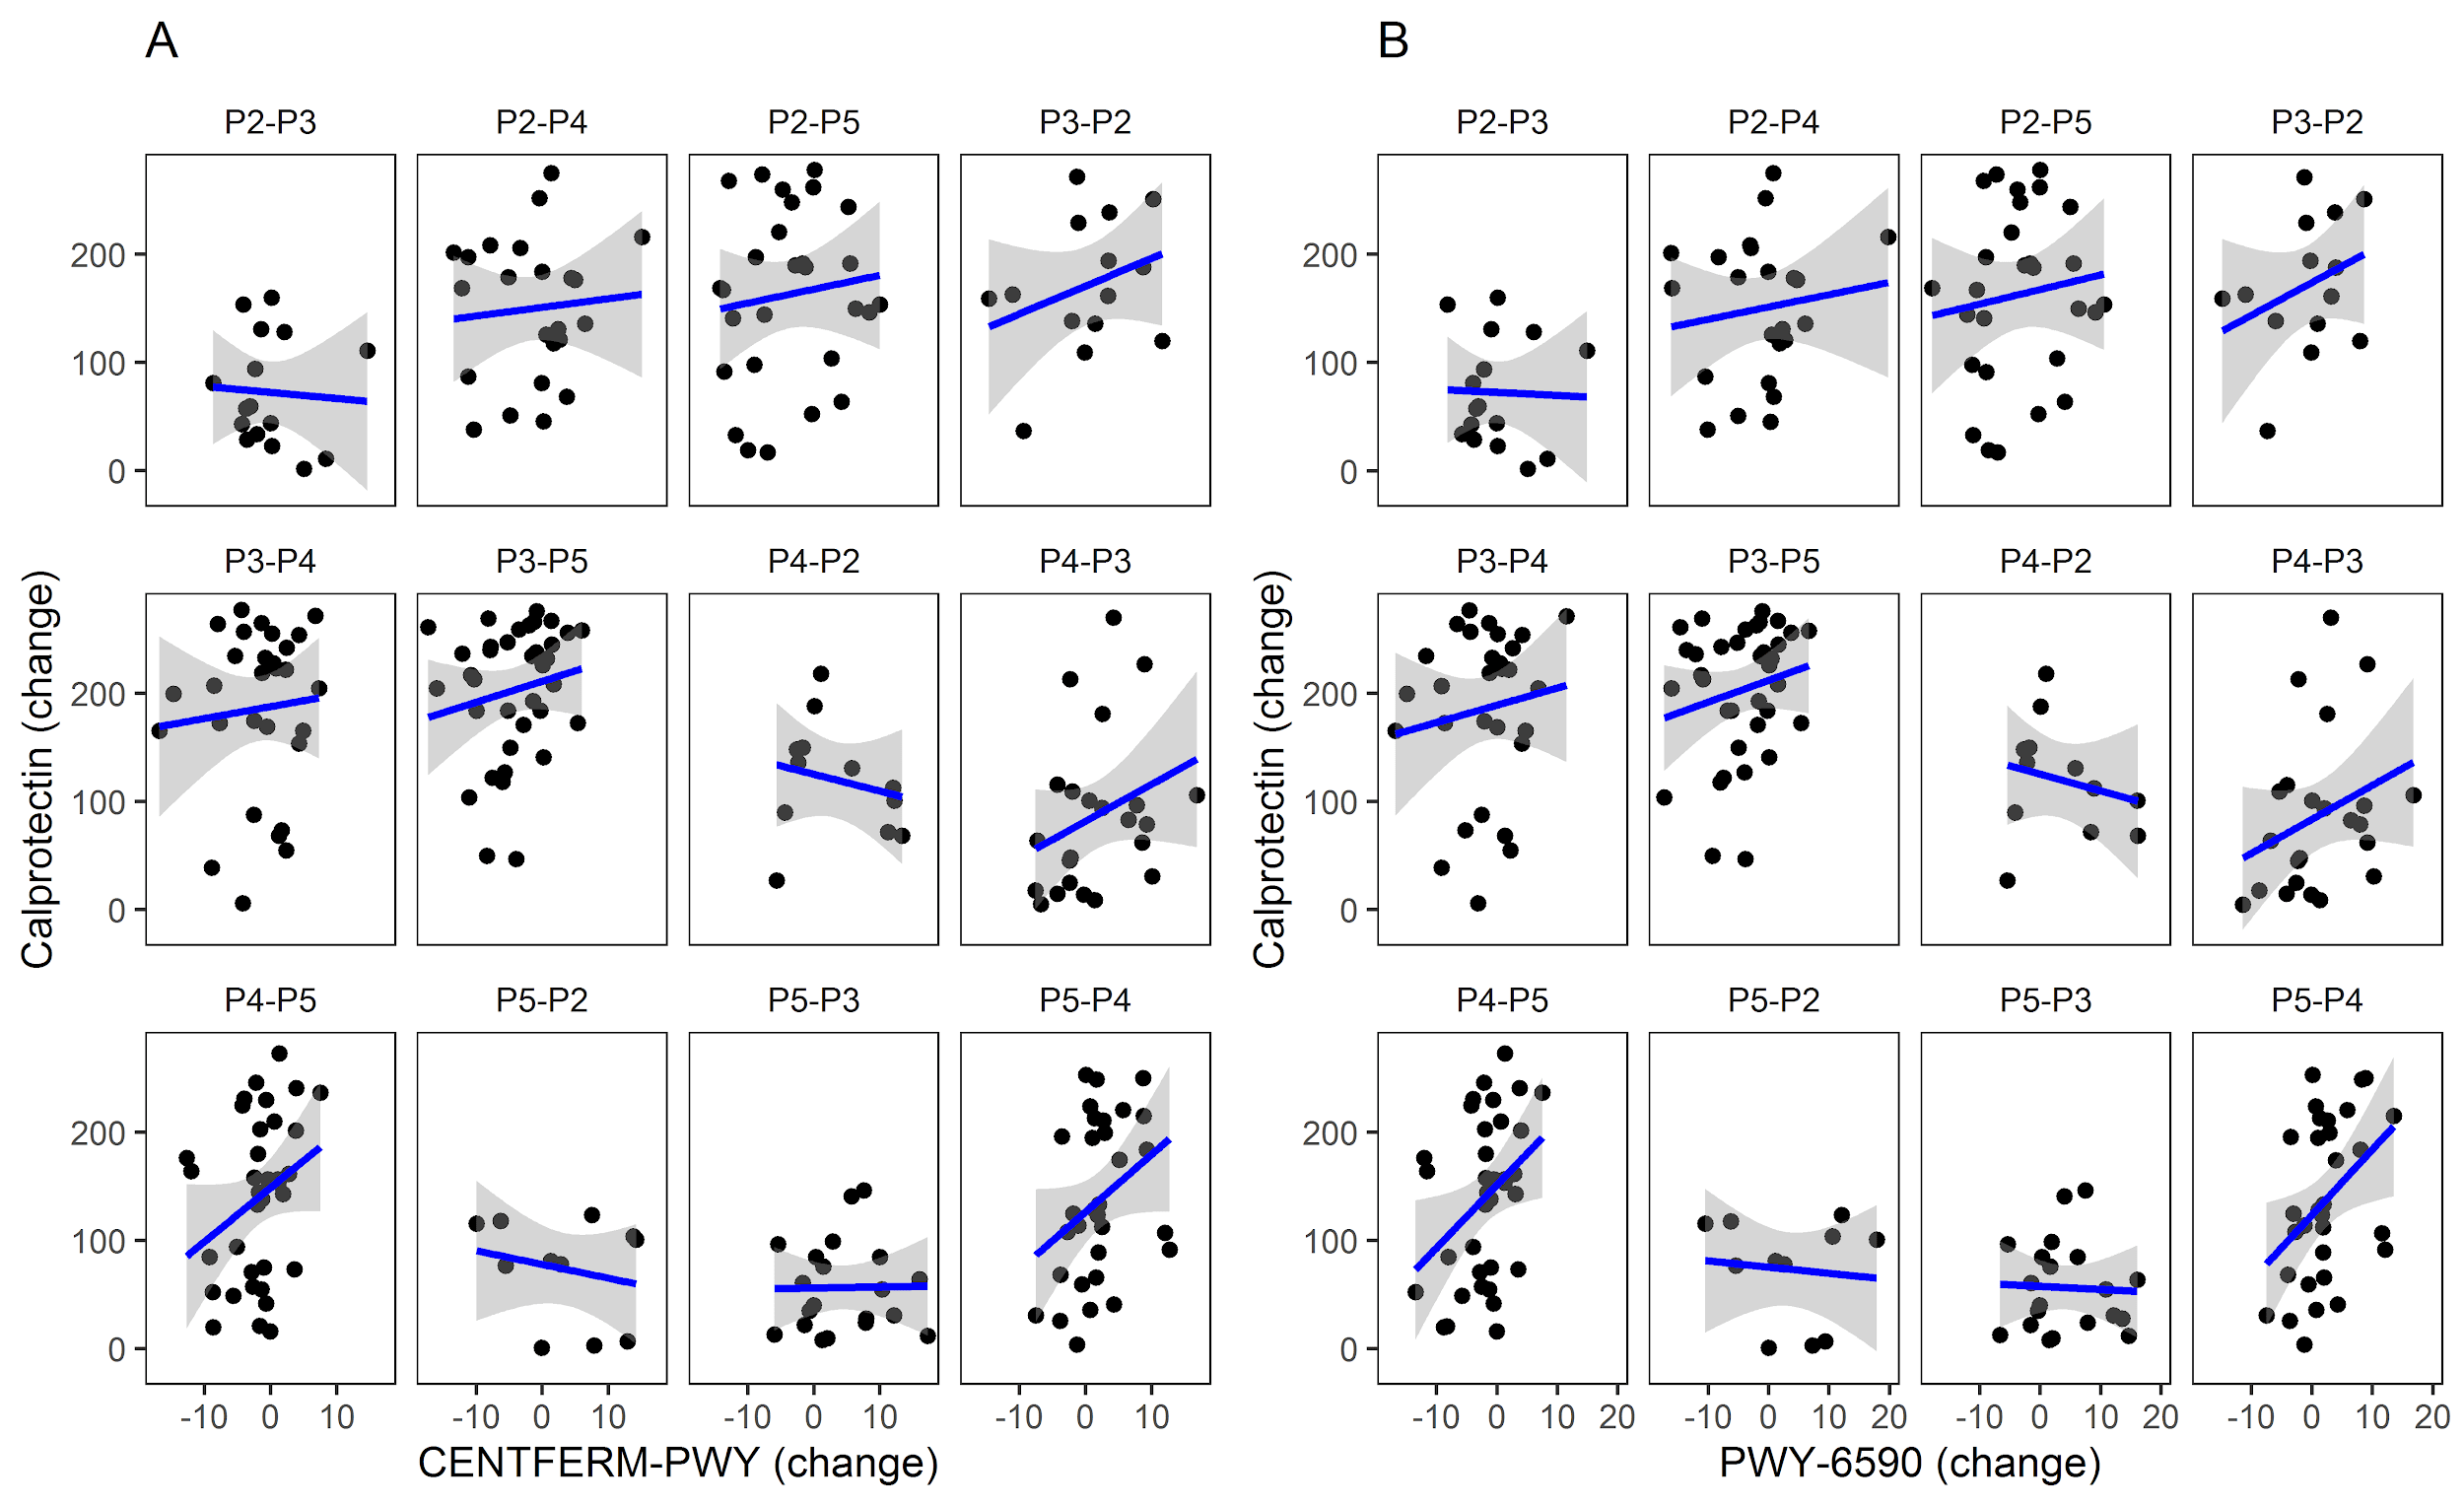 A
B
P2-P3 P2-P4 P2-P5 P3-P2
P2-P3 P2-P4 P2-P5 P3-P2
200
100
0
200
100
0
P3-P4 P3-P5 P4-P2 P4-P3
P3-P4 P3-P5 P4-P2 P4-P3
Calprotectin (change)
200
100
0
Calprotectin (change)
200
100
0
P4-P5 P5-P2 P5-P3 P5-P4
P4-P5 P5-P2 P5-P3 P5-P4
200
100
0
200
100
0
-10 0 10 -10 0 10 -10 0 10 -10 0 10
-10 0 10 20 -10 0 10 20 -10 0 10 20 -10 0 10 20
CENTFERM-PWY (change)
PWY-6590 (change)